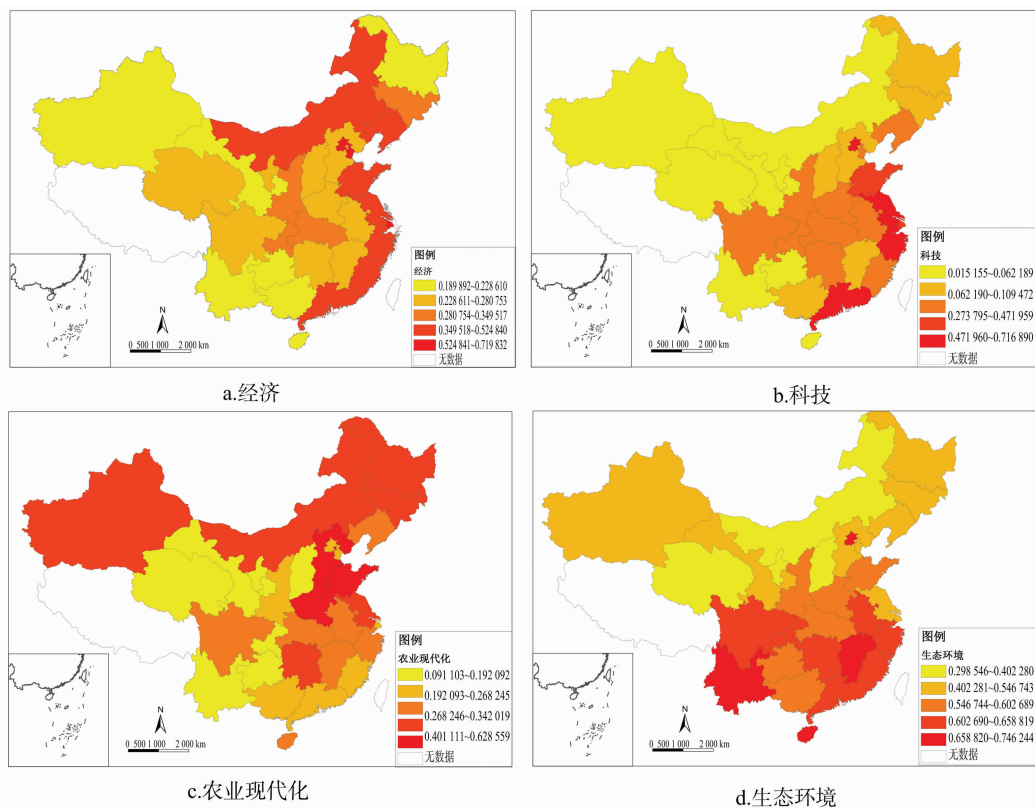 N
0 500 1 000 2 000 km
图例
经济
0.189 892~0.228 610
0.228 611~0.280 753
0.280 754~0.349 517
0.349 518~0.524 840
0.524 841~0.719 832
无数据
a.经济
N
0 500 1 000 2 000 km
图例
科技
0.015 155~0.062 189
0.062 190~0.109 472
0.273 795~0.471 959
0.471 960~0.716 890
无数据
b.科技
N
0 500 1 000 2 000 km
图例
农业现代化
0.091 103~0.192 092
0.192 093~0.268 245
0.268 246~0.342 019
0.401 111~0.628 559
无数据
c.农业现代化
N
0 500 1 000 2 000 km
图例
生态环境
0.298 546~0.402 280
0.402 281~0.546 743
0.546 744~0.602 689
0.602 690~0.658 819
0.658 820~0.746 244
无数据
d.生态环境